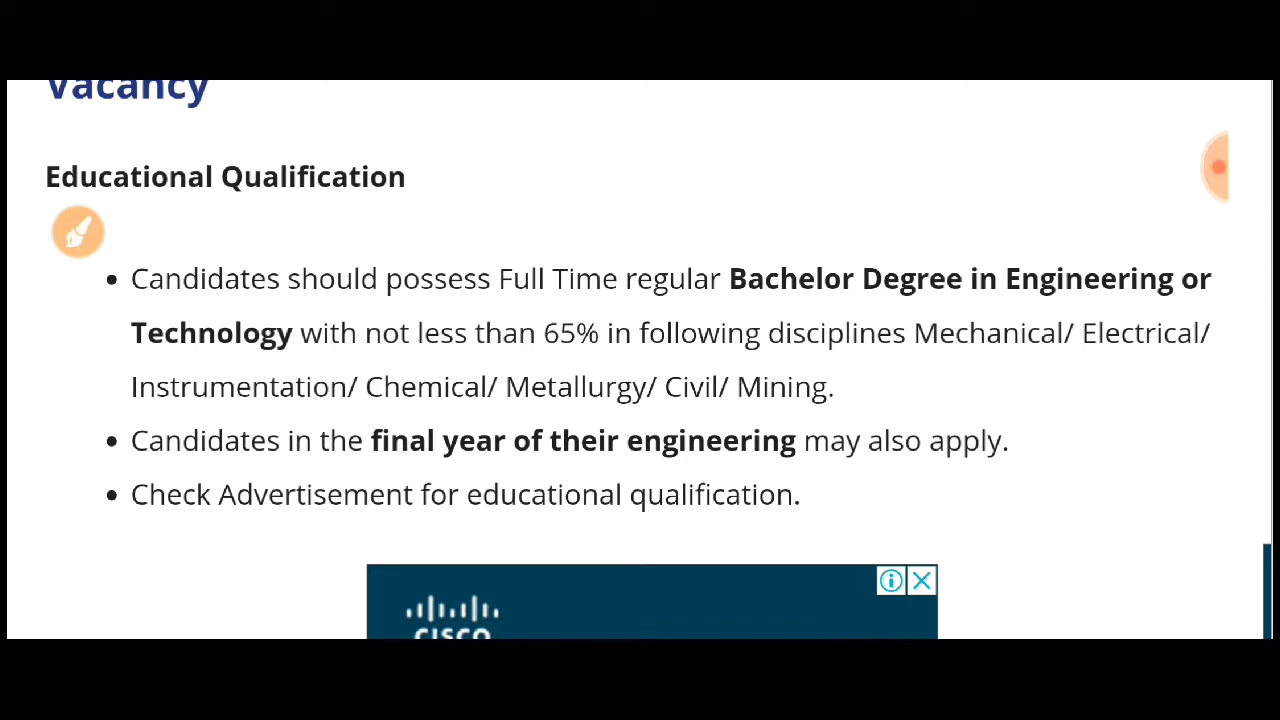 Vacancy
Educational Qualification
• Candidates should possess Full Time regular Bachelor Degree in Engineering or
Technology with not less than 65% in following disciplines Mechanical/ Electrical/
Instrumentation/ Chemical/ Metallurgy/ Civil/ Mining.
• Candidates in the final year of their engineering may also apply.
• Check Advertisement for educational qualification.
CISCO